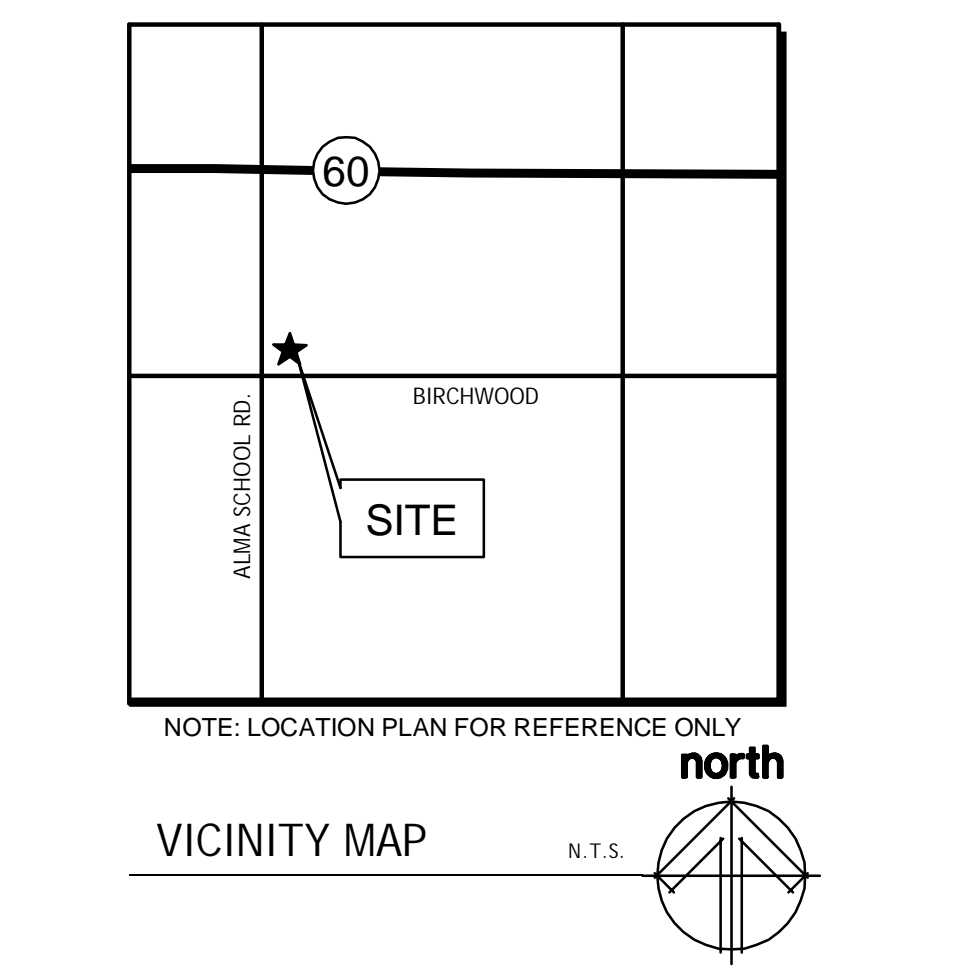 60
BIRCHWOOD
ALMA SCHOOL RD.
SITE
NOTE: LOCATION PLAN FOR REFERENCE ONLY
north
VICINITY MAP
N.T.S.